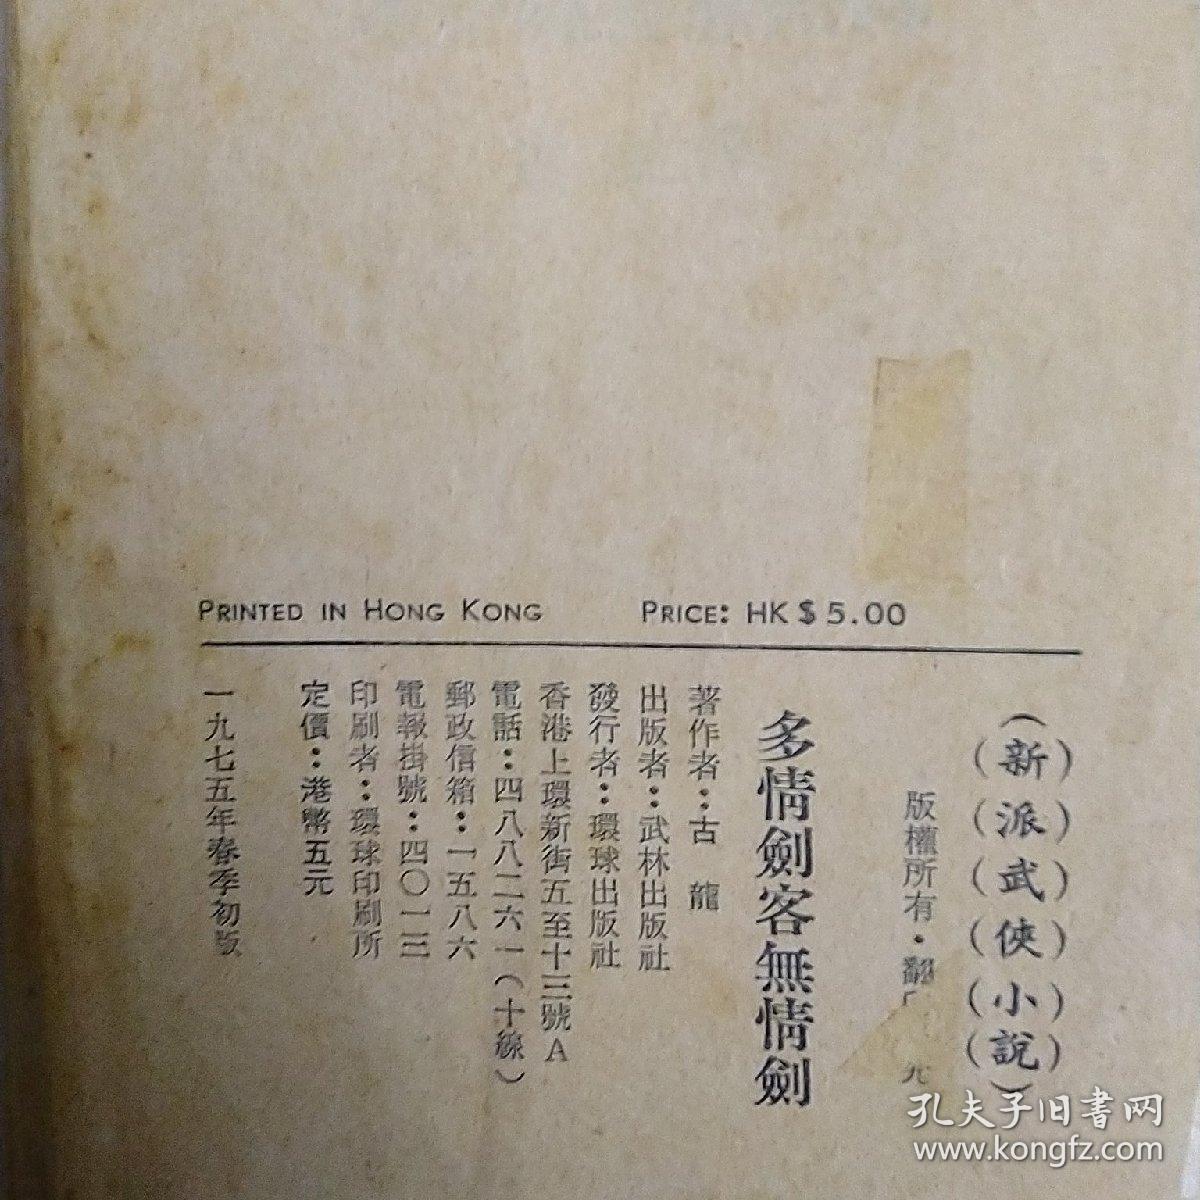 PRINTED IN HONG KONG
PRICE: HK $ 5.00
(新)(派)(武)(俠)(小)(說)
版權所有・翻
多情劍客無情劍
著作者：古　龍
出版者：武林出版社
發行者：環球出版社
香港上環新街五至十三號A
電話：四八八二六一（十線）
郵政信箱：一五八六
電報掛號：四〇一三
印刷者：環球印刷所
定價：港幣五元
一九七五年春季初版
孔夫子旧書网
www.kongfz.com